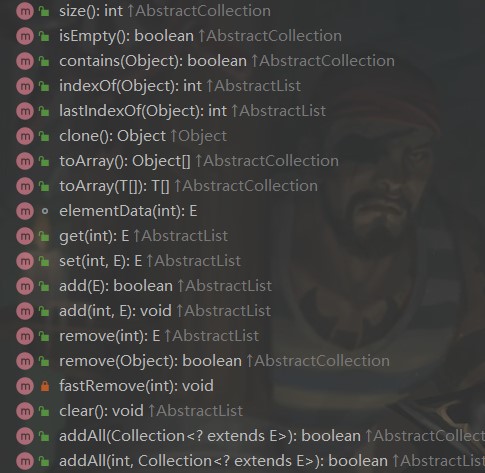 size(): int ↑AbstractCollection
isEmpty(): boolean ↑AbstractCollection
contains(Object): boolean ↑AbstractCollection
indexOf(Object): int ↑AbstractList
lastIndexOf(Object): int ↑AbstractList
clone(): Object ↑Object
toArray(): Object[] ↑AbstractCollection
toArray(T[]): T[] ↑AbstractCollection
elementData(int): E
get(int): E ↑AbstractList
set(int, E): E ↑AbstractList
add(E): boolean ↑AbstractList
add(int, E): void ↑AbstractList
remove(int): E ↑AbstractList
remove(Object): boolean ↑AbstractCollection
fastRemove(int): void
clear(): void ↑AbstractList
addAll(Collection<? extends E>): boolean ↑AbstractCollect
addAll(int, Collection<? extends E>): boolean ↑AbstractList